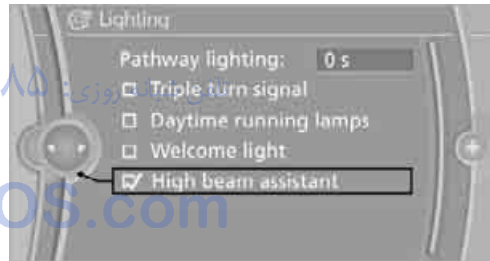 Lighting
Pathway lighting: 0 s
Triple turn signal
Daytime running lamps
Welcome light
High beam assistant
OS.com